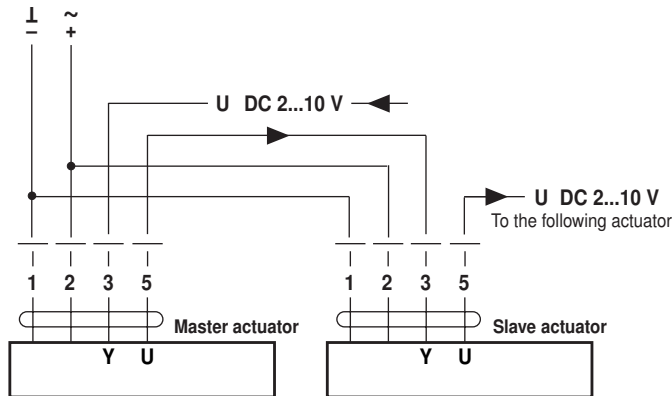 ⊥ ~
– +
U DC 2...10 V
U DC 2...10 V
To the following actuator
1 2 3 5 1 2 3 5
Master actuator Slave actuator
Y U Y U